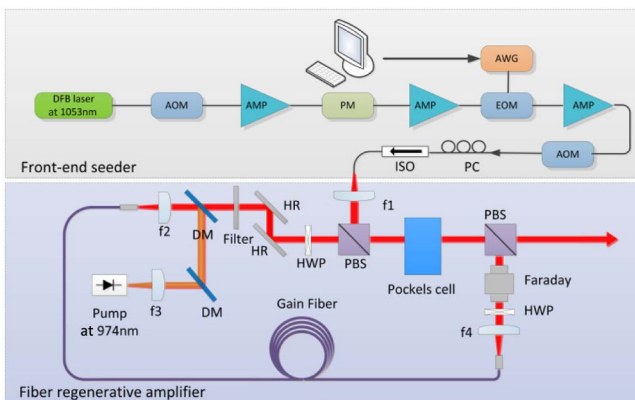 AWG
DFB laser
at 1053nm
AOM
AMP
PM
AMP
EOM
AMP
ISO
PC
AOM
Front-end seeder
f1
HR
PBS
f2
DM
Filter
HR
HWP
PBS
Pockels cell
Faraday
Pump
at 974nm
f3
DM
Gain Fiber
HWP
f4
Fiber regenerative amplifier